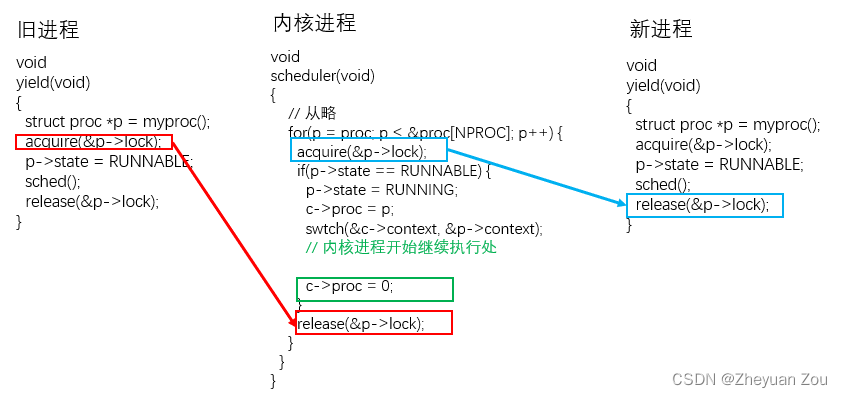 旧进程
void
yield(void)
{
struct proc *p = myproc();
acquire(&p->lock);
p->state = RUNNABLE;
sched();
release(&p->lock);
}
内核进程
void
scheduler(void)
{
// 从略
for(p = proc; p < &proc[NPROC]; p++) {
acquire(&p->lock);
if(p->state == RUNNABLE) {
p->state = RUNNING;
c->proc = p;
swtch(&c->context, &p->context);
// 内核进程开始继续执行处
c->proc = 0;
}
release(&p->lock);
}
}
}
新进程
void
yield(void)
{
struct proc *p = myproc();
acquire(&p->lock);
p->state = RUNNABLE;
sched();
release(&p->lock);
}
CSDN @Zheyuan Zou